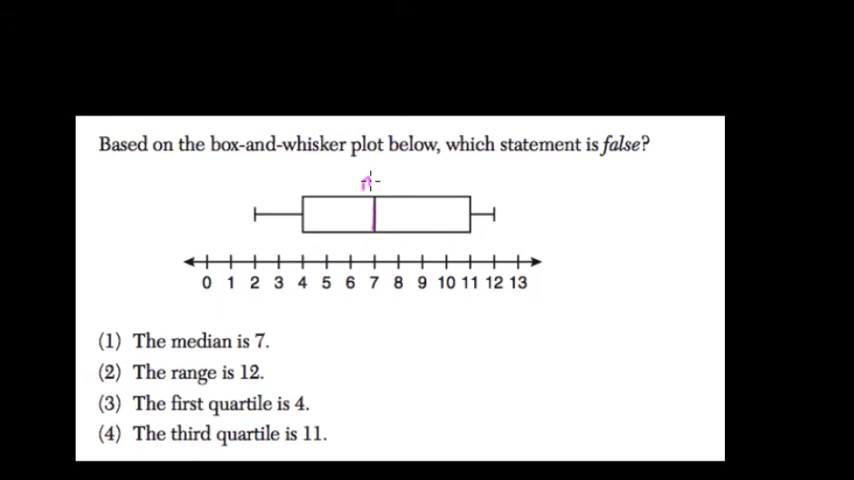 Based on the box-and-whisker plot below, which statement is false?
0 1 2 3 4 5 6 7 8 9 10 11 12 13
(1) The median is 7.
(2) The range is 12.
(3) The first quartile is 4.
(4) The third quartile is 11.